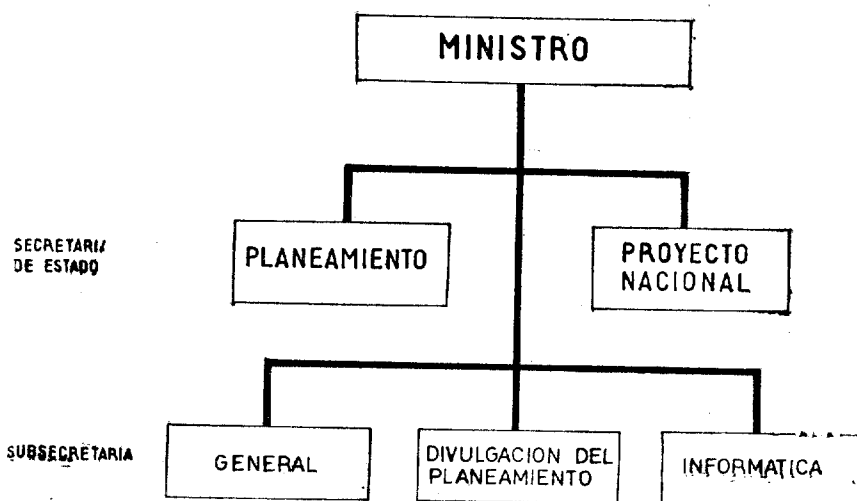 MINISTRO
SECRETARIA
DE ESTADO
PLANEAMIENTO
PROYECTO
NACIONAL
SUBSECRETARIA
GENERAL
DIVULGACION DEL
PLANEAMIENTO
INFORMATICA